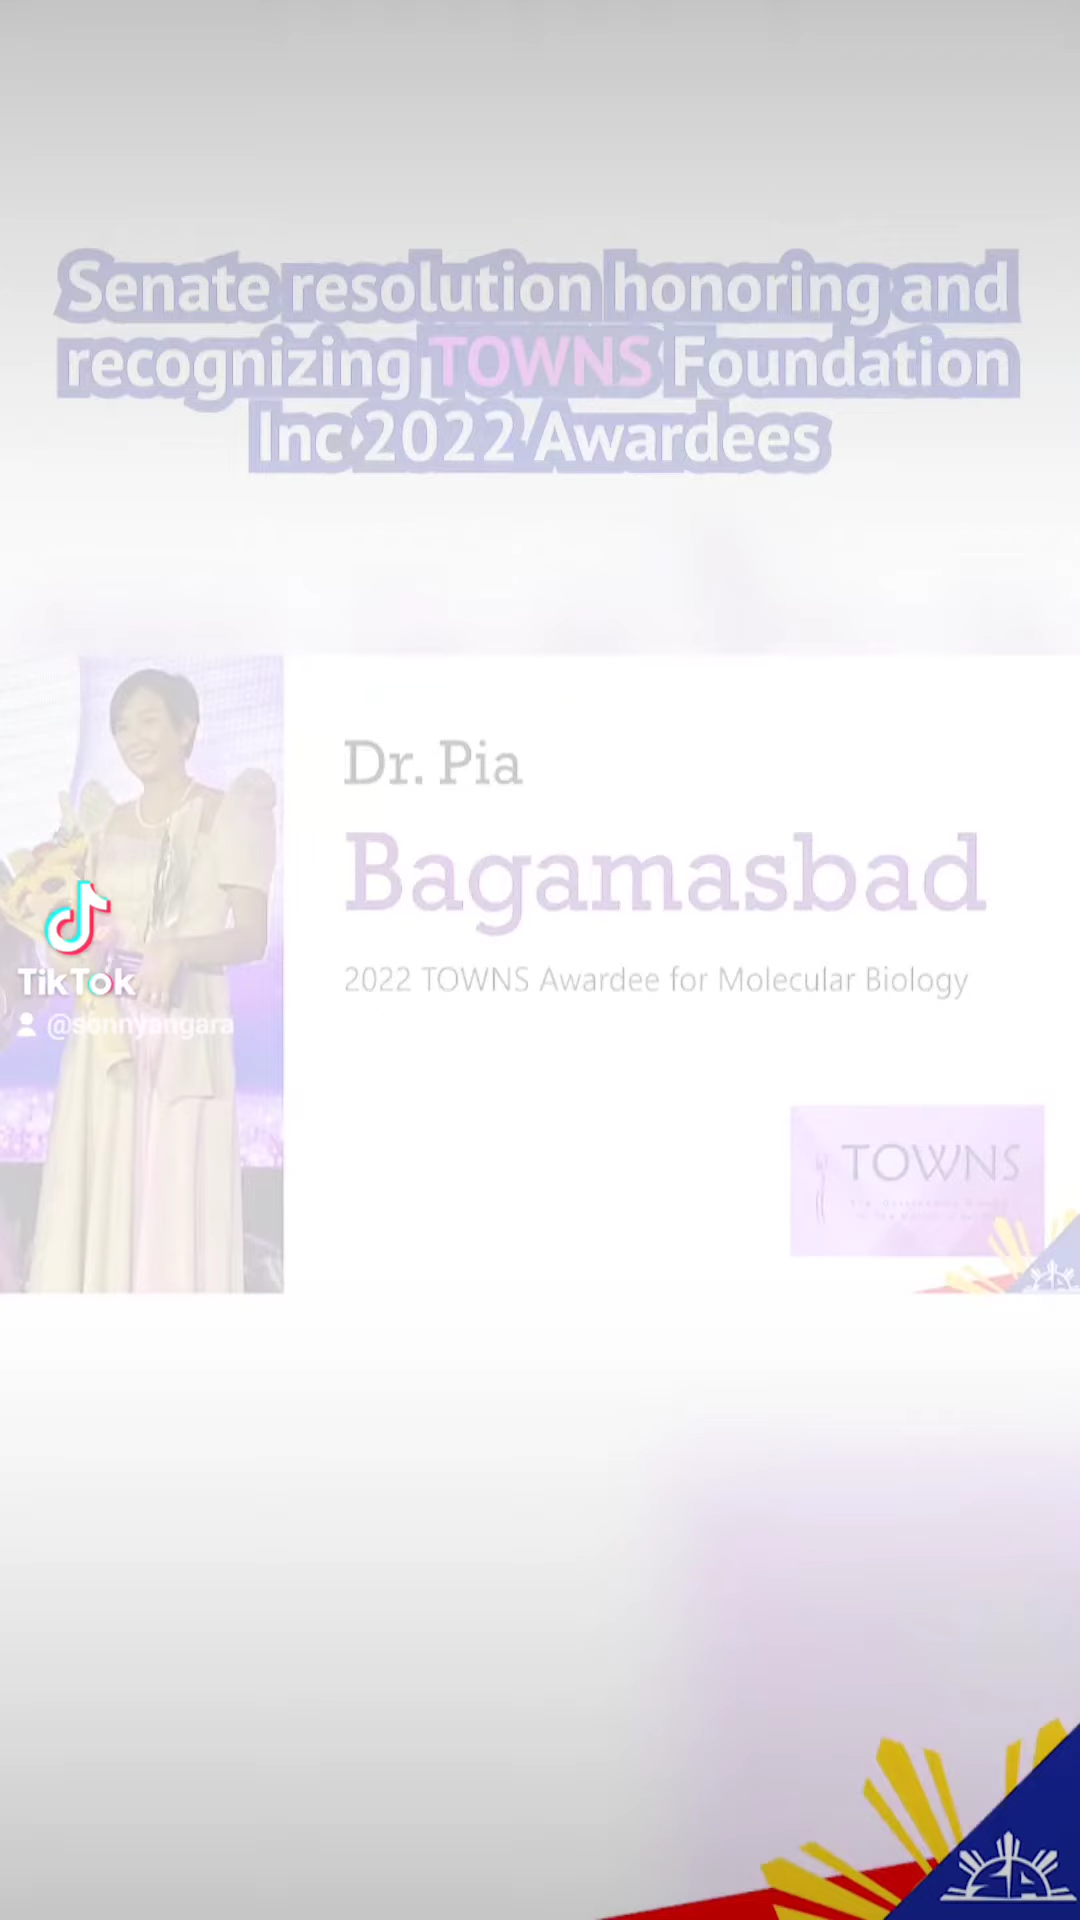 Senate resolution honoring and
recognizing TOWNS Foundation
Inc 2022 Awardees
Dr. Pia
Bagamasbad
2022 TOWNS Awardee for Molecular Biology
TikTok
@sonnyangara
TOWNS